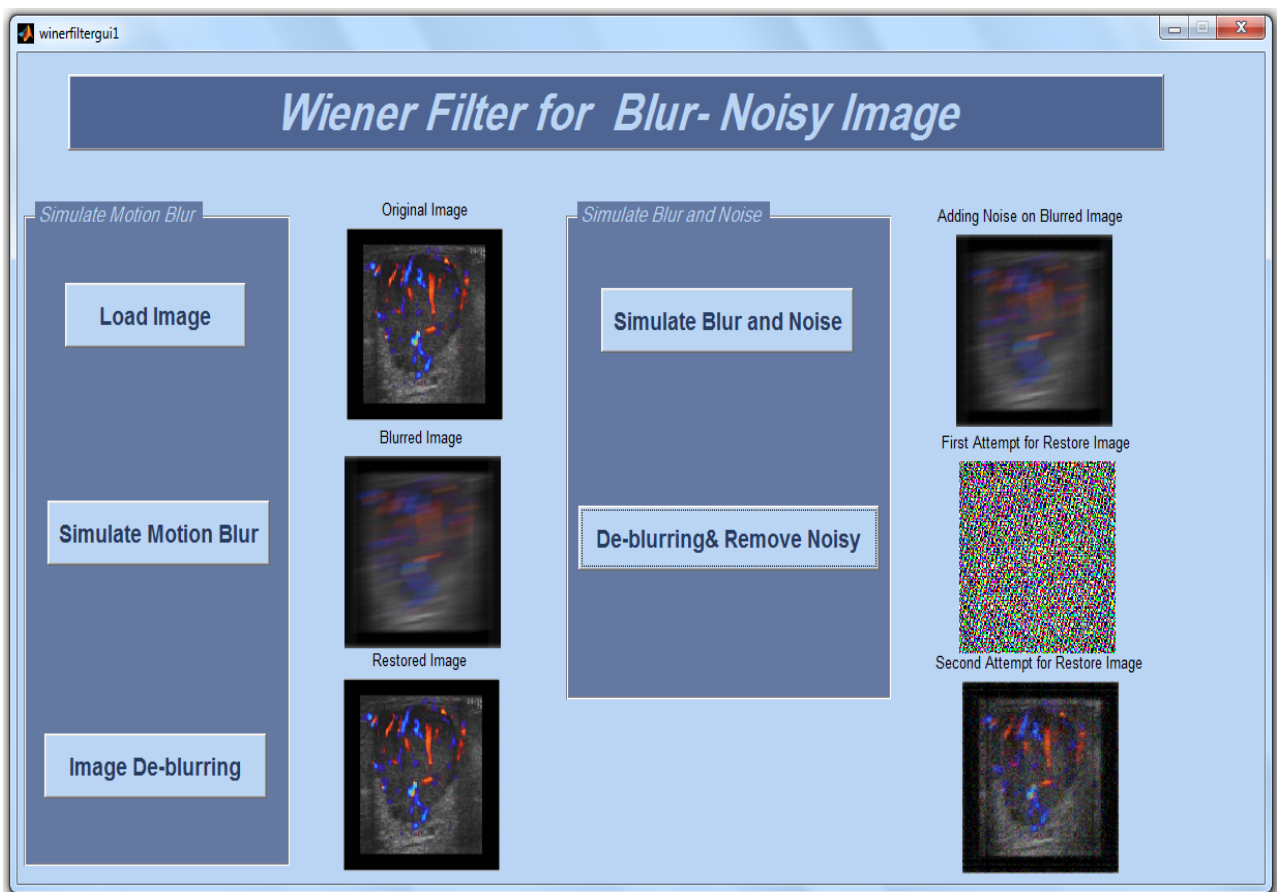 winerfiltergui1
Wiener Filter for Blur- Noisy Image
Simulate Motion Blur
Load Image
Simulate Motion Blur
Image De-blurring
Original Image
Blurred Image
Restored Image
Simulate Blur and Noise
Simulate Blur and Noise
De-blurring& Remove Noisy
Adding Noise on Blurred Image
First Attempt for Restore Image
Second Attempt for Restore Image